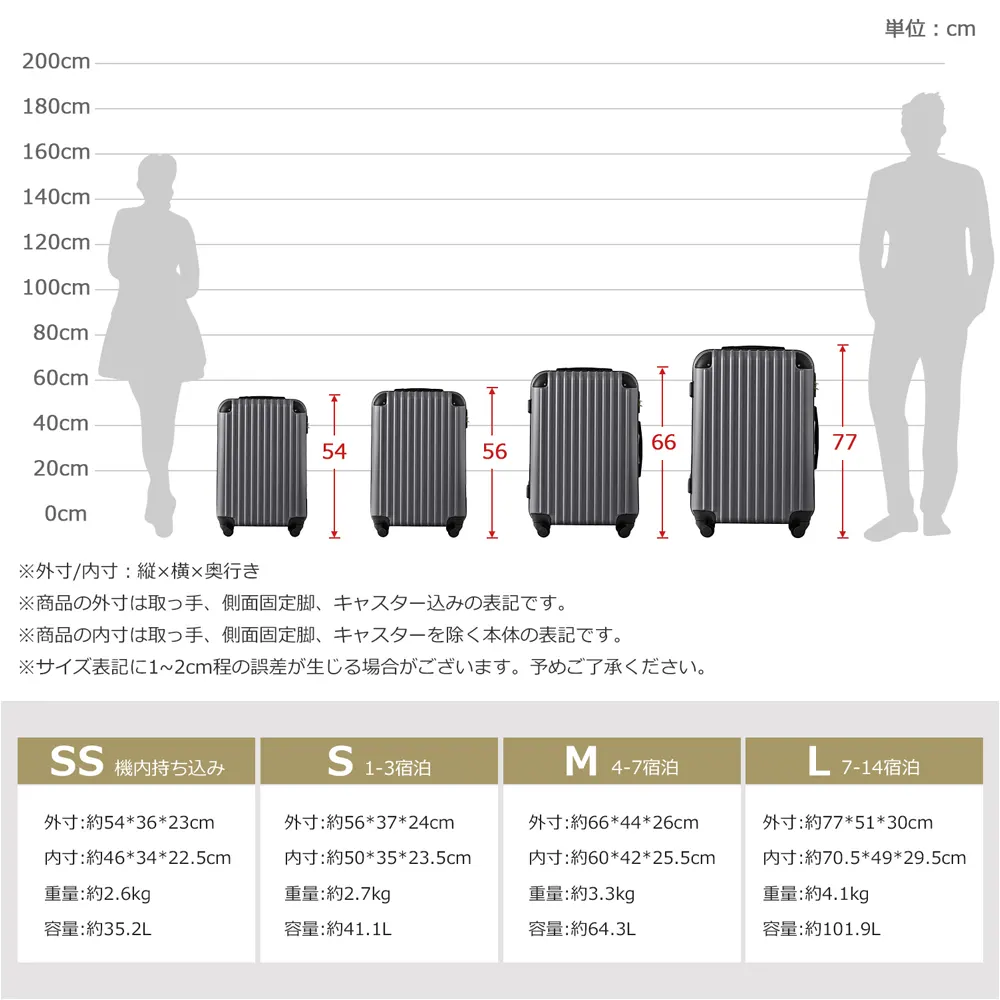 単位：cm
200cm
180cm
160cm
140cm
120cm
100cm
80cm
60cm
40cm
20cm
0cm
54
56
66
77
※外寸/内寸：縦×横×奥行き
※商品の外寸は取っ手、側面固定脚、キャスター込みの表記です。
※商品の内寸は取っ手、側面固定脚、キャスターを除く本体の表記です。
※サイズ表記に1~2cm程の誤差が生じる場合がございます。予めご了承ください。
SS 機内持ち込み
外寸:約54*36*23cm
内寸:約46*34*22.5cm
重量:約2.6kg
容量:約35.2L
S 1-3宿泊
外寸:約56*37*24cm
内寸:約50*35*23.5cm
重量:約2.7kg
容量:約41.1L
M 4-7宿泊
外寸:約66*44*26cm
内寸:約60*42*25.5cm
重量:約3.3kg
容量:約64.3L
L 7-14宿泊
外寸:約77*51*30cm
内寸:約70.5*49*29.5cm
重量:約4.1kg
容量:約101.9L